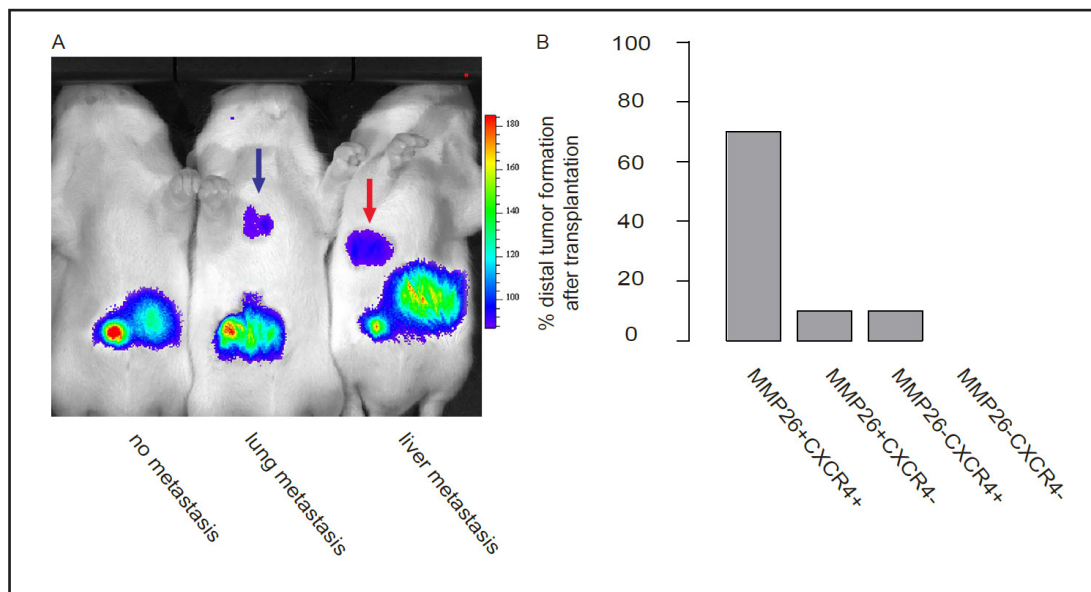 A
180
160
140
120
100
no metastasis
lung metastasis
liver metastasis
B
% distal tumor formation
after transplantation
100
80
60
40
20
0
MMP26+CXCR4+
MMP26+CXCR4-
MMP26-CXCR4+
MMP26-CXCR4-